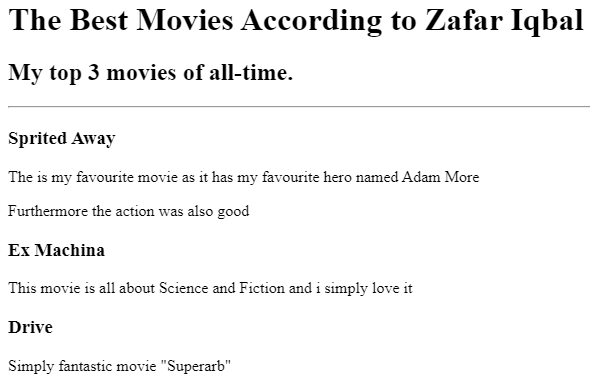 The Best Movies According to Zafar Iqbal
My top 3 movies of all-time.
Sprited Away
The is my favourite movie as it has my favourite hero named Adam More
Furthermore the action was also good
Ex Machina
This movie is all about Science and Fiction and i simply love it
Drive
Simply fantastic movie "Superarb"